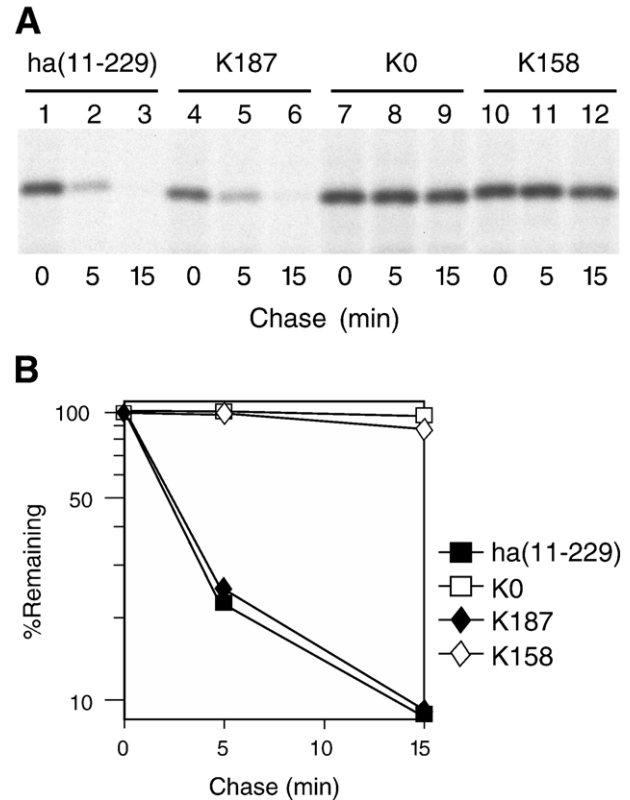 A
ha(11-229) K187 K0 K158
1 2 3 4 5 6 7 8 9 10 11 12
0 5 15 0 5 15 0 5 15 0 5 15
Chase (min)
B
100
50
10
%Remaining
0 5 10 15
Chase (min)
ha(11-229)
K0
K187
K158